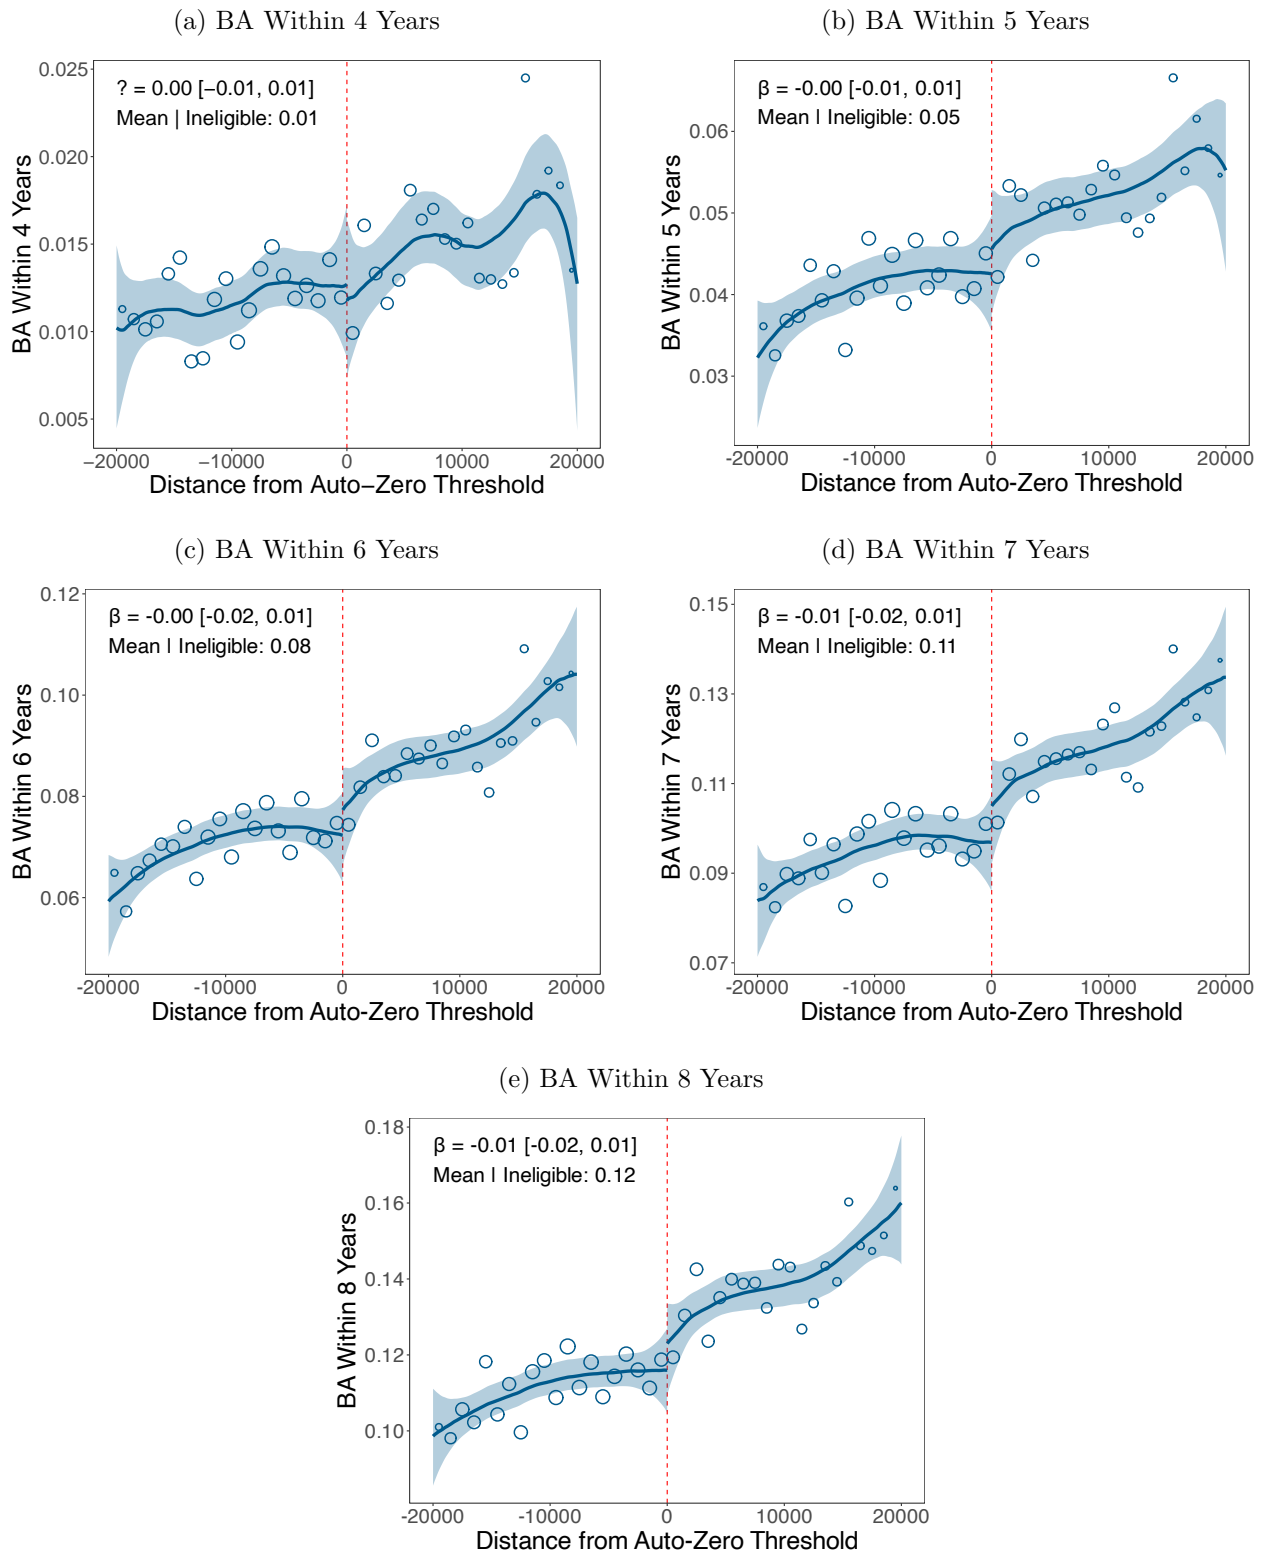 (a) BA Within 4 Years
? = 0.00 [−0.01, 0.01]
Mean | Ineligible: 0.01
BA Within 4 Years
0.025
0.020
0.015
0.010
0.005
−20000 −10000 0 10000 20000
Distance from Auto−Zero Threshold
(b) BA Within 5 Years
β = -0.00 [-0.01, 0.01]
Mean | Ineligible: 0.05
BA Within 5 Years
0.06
0.05
0.04
0.03
-20000 -10000 0 10000 20000
Distance from Auto-Zero Threshold
(c) BA Within 6 Years
β = -0.00 [-0.02, 0.01]
Mean | Ineligible: 0.08
BA Within 6 Years
0.12
0.10
0.08
0.06
-20000 -10000 0 10000 20000
Distance from Auto-Zero Threshold
(d) BA Within 7 Years
β = -0.01 [-0.02, 0.01]
Mean | Ineligible: 0.11
BA Within 7 Years
0.15
0.13
0.11
0.09
0.07
-20000 -10000 0 10000 20000
Distance from Auto-Zero Threshold
(e) BA Within 8 Years
β = -0.01 [-0.02, 0.01]
Mean | Ineligible: 0.12
BA Within 8 Years
0.18
0.16
0.14
0.12
0.10
-20000 -10000 0 10000 20000
Distance from Auto-Zero Threshold